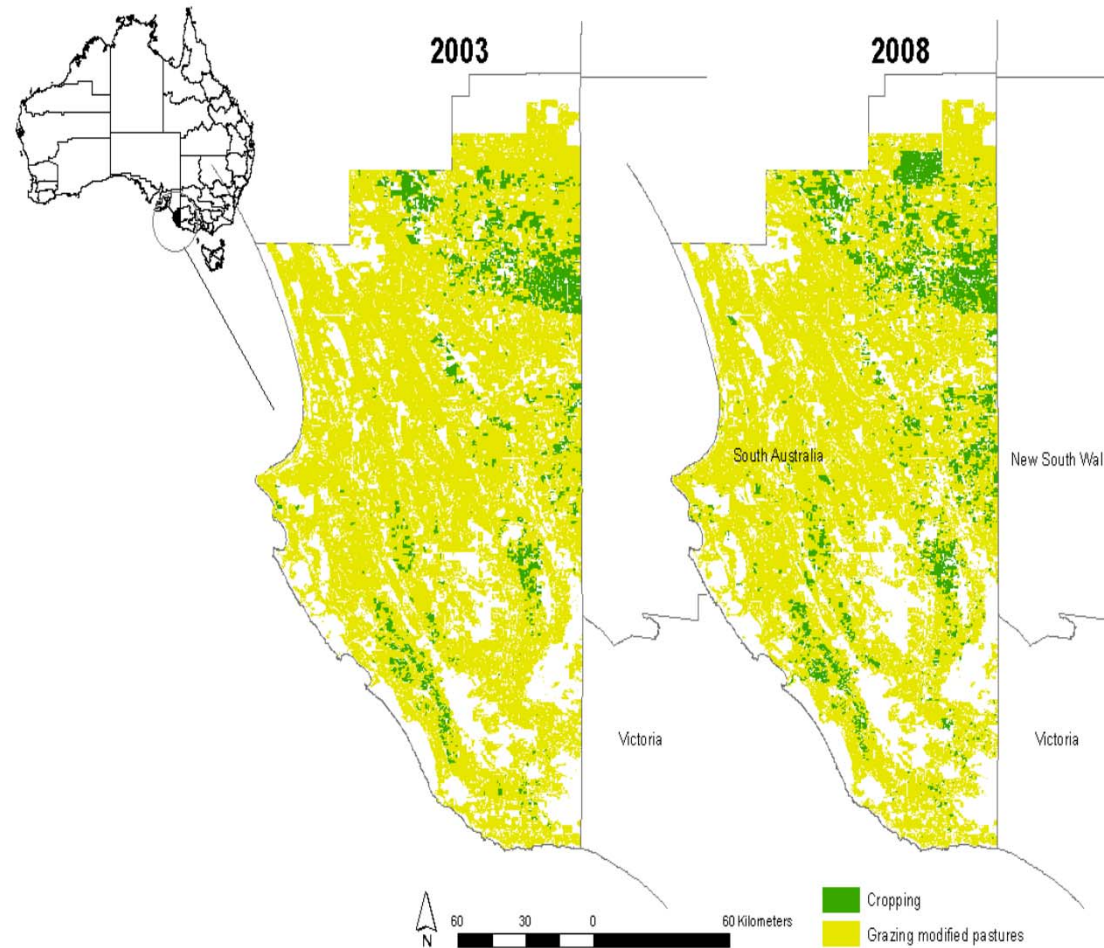 2003
2008
South Australia
New South Wal
Victoria
Victoria
N
60 30 0 60 Kilometers
Cropping
Grazing modified pastures